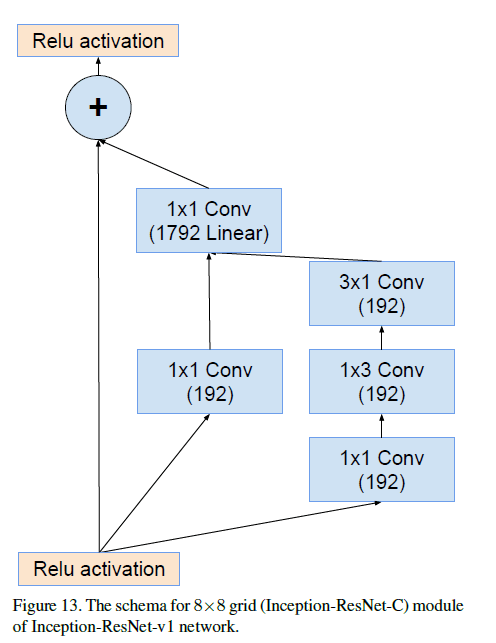 Relu activation
+
1x1 Conv
(1792 Linear)
3x1 Conv
(192)
1x1 Conv
(192)
1x3 Conv
(192)
1x1 Conv
(192)
Relu activation
Figure 13. The schema for 8×8 grid (Inception-ResNet-C) module
of Inception-ResNet-v1 network.